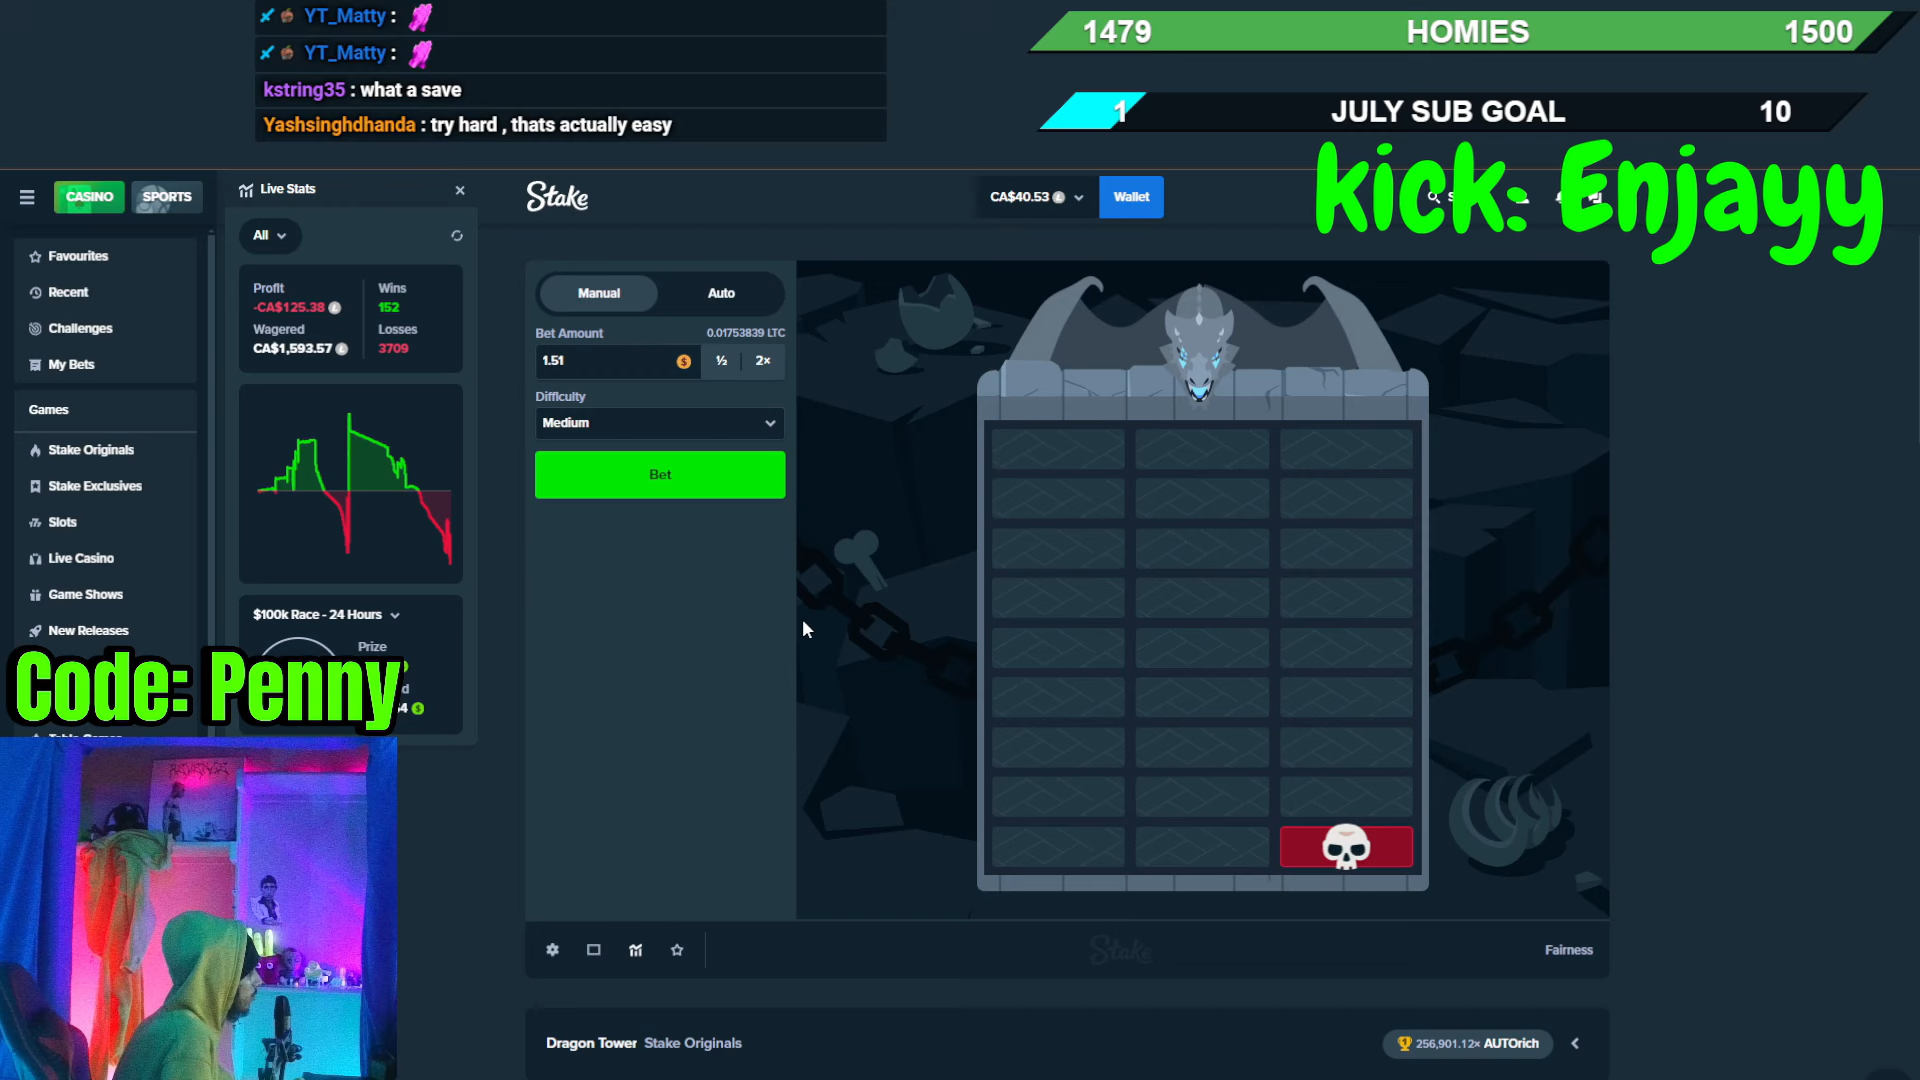 YT_Matty :
YT_Matty :
kstring35 : what a save
Yashsinghdhanda : try hard , thats actually easy
1479 HOMIES 1500
1 JULY SUB GOAL 10
kick: Enjayy
CASINO SPORTS
Live Stats
Stake
CA$40.53
Wallet
All
Favourites
Recent
Challenges
My Bets
Games
Stake Originals
Stake Exclusives
Slots
Live Casino
Game Shows
New Releases
Profit Wins
-CA$125.38 152
Wagered Losses
CA$1,593.57 3709
$100k Race - 24 Hours
Prize
Code: Penny
REVENGE
Manual Auto
Bet Amount 0.01753839 LTC
1.51 ½ 2×
Difficulty
Medium
Bet
Stake
Fairness
Dragon Tower Stake Originals
256,901.12× AUTOrich